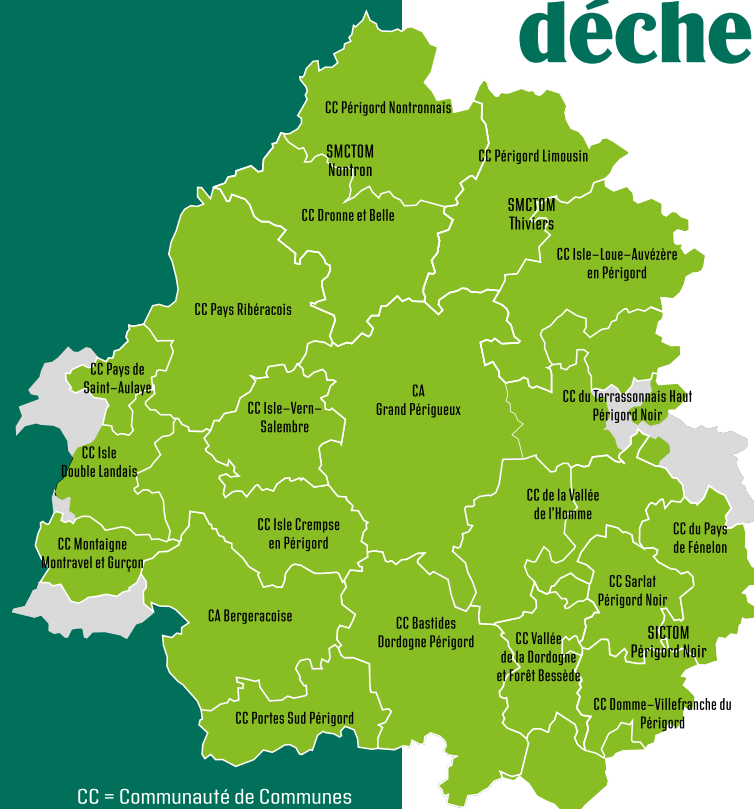 déche
CC Périgord Nontronnais
SMCTOM
Nontron
CC Périgord Limousin
CC Dronne et Belle
SMCTOM
Thiviers
CC Isle–Loue–Auvézère
en Périgord
CC Pays Ribéracois
CC Pays de
Saint–Aulaye
CA
Grand Périgueux
CC Isle–Vern–
Salembre
CC du Terrassonnais Haut
Périgord Noir
CC Isle
Double Landais
CC de la Vallée
de l'Homme
CC Isle Crempse
en Périgord
CC du Pays
de Fénelon
CC Montaigne
Montravel et Gurçon
CC Sarlat
Périgord Noir
CA Bergeracoise
CC Bastides
Dordogne Périgord
CC Vallée
de la Dordogne
et Forêt Bessède
SICTOM
Périgord Noir
CC Portes Sud Périgord
CC Domme–Villefranche du
Périgord
CC = Communauté de Communes